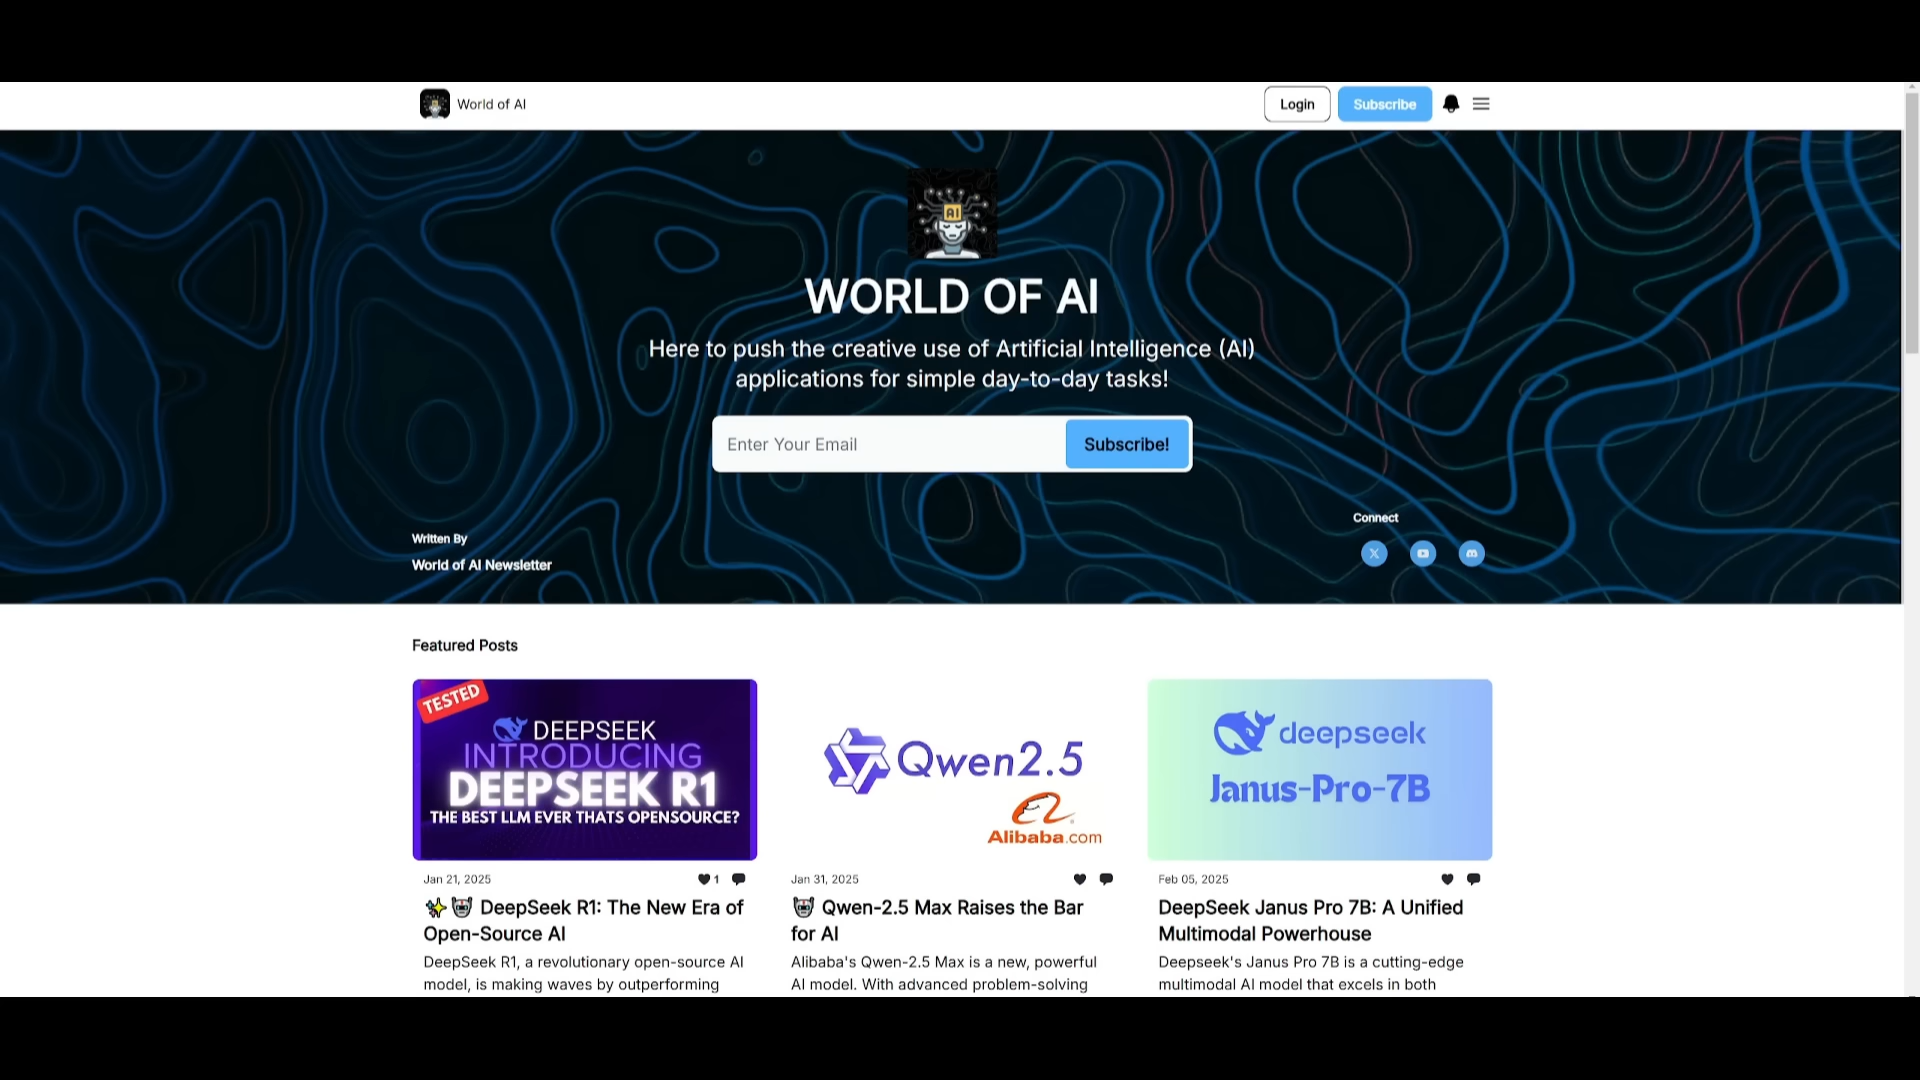 World of AI
Login
Subscribe
AI
WORLD OF AI
Here to push the creative use of Artificial Intelligence (AI)
applications for simple day-to-day tasks!
Enter Your Email
Subscribe!
Connect
Written By
World of AI Newsletter
Featured Posts
TESTED
DEEPSEEK
INTRODUCING
DEEPSEEK R1
THE BEST LLM EVER THATS OPENSOURCE?
Jan 21, 2025
1
DeepSeek R1: The New Era of
Open-Source AI
DeepSeek R1, a revolutionary open-source AI
model, is making waves by outperforming
Qwen2.5
Alibaba.com
Jan 31, 2025
Qwen-2.5 Max Raises the Bar
for AI
Alibaba's Qwen-2.5 Max is a new, powerful
AI model. With advanced problem-solving
deepseek
Janus-Pro-7B
Feb 05, 2025
DeepSeek Janus Pro 7B: A Unified
Multimodal Powerhouse
Deepseek's Janus Pro 7B is a cutting-edge
multimodal AI model that excels in both